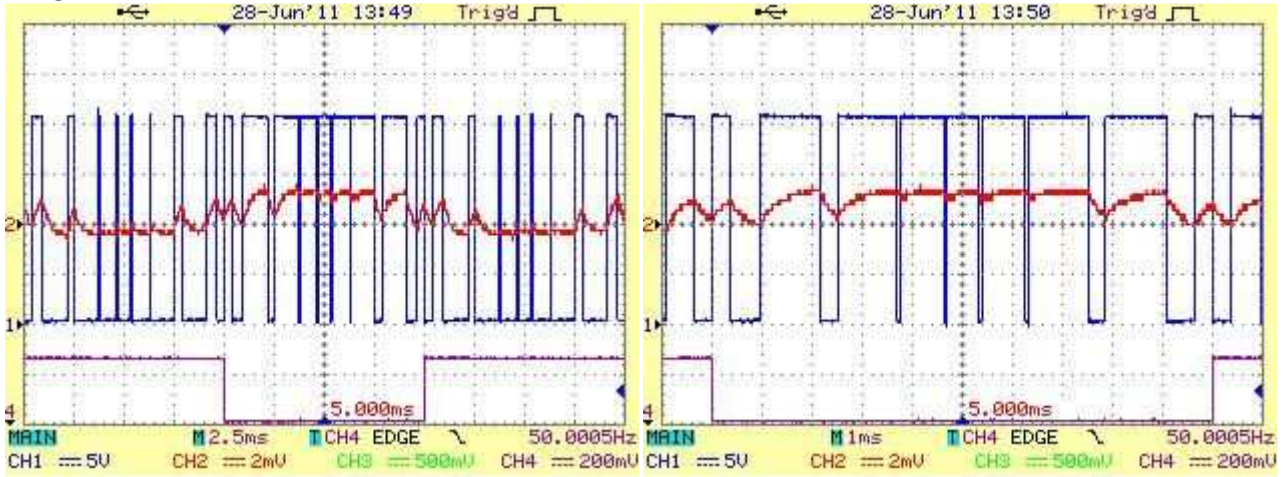 28-Jun'11 13:49 Trig'd
2
1
4
5.000ms
MAIN M 2.5ms T CH4 EDGE 50.0005Hz
CH1 5V CH2 2mV CH3 500mV CH4 200mV
28-Jun'11 13:50 Trig'd
2
1
4
5.000ms
MAIN M 1ms T CH4 EDGE 50.0005Hz
CH1 5V CH2 2mV CH3 500mV CH4 200mV